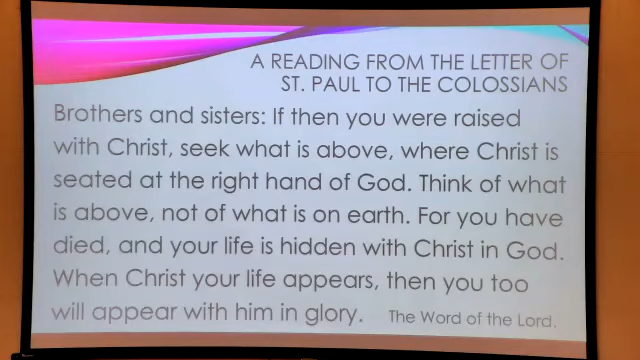 A READING FROM THE LETTER OF
ST. PAUL TO THE COLOSSIANS
Brothers and sisters: If then you were raised
with Christ, seek what is above, where Christ is
seated at the right hand of God. Think of what
is above, not of what is on earth. For you have
died, and your life is hidden with Christ in God.
When Christ your life appears, then you too
will appear with him in glory. The Word of the Lord.